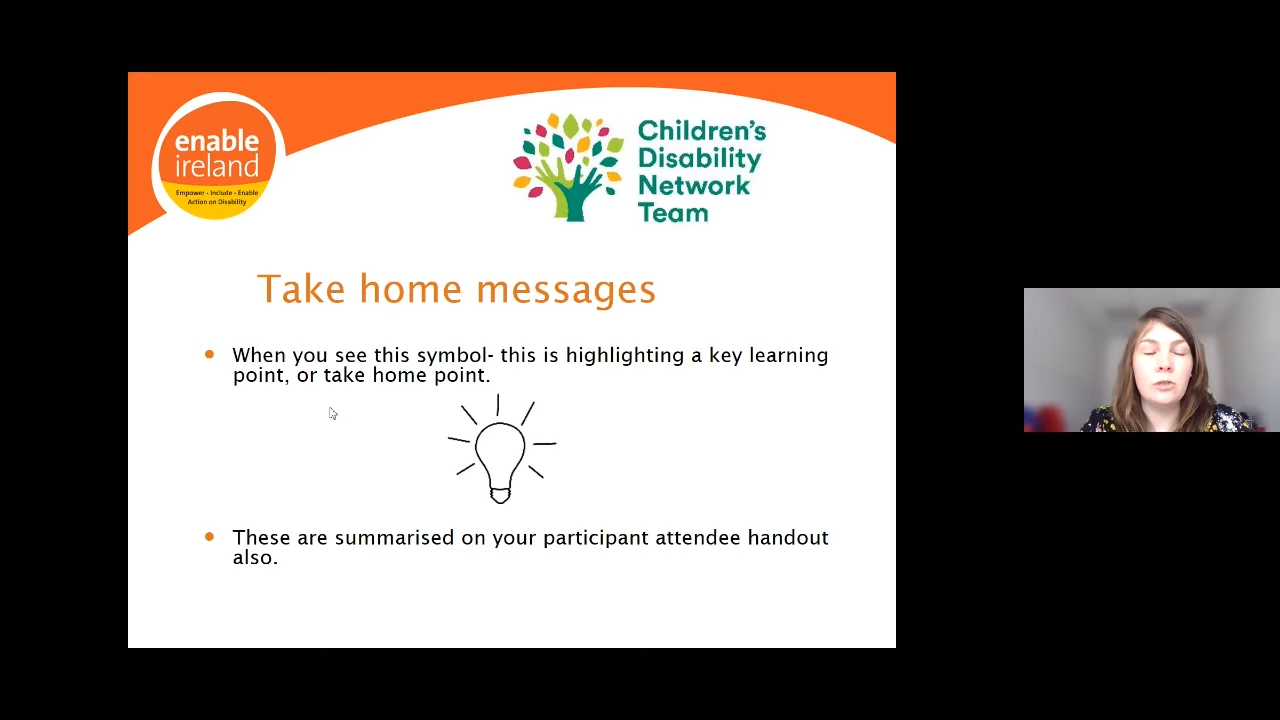 enable
ireland
Empower - Include - Enable
Action on Disability
Children's
Disability
Network
Team
Take home messages
When you see this symbol- this is highlighting a key learning
point, or take home point.
These are summarised on your participant attendee handout
also.